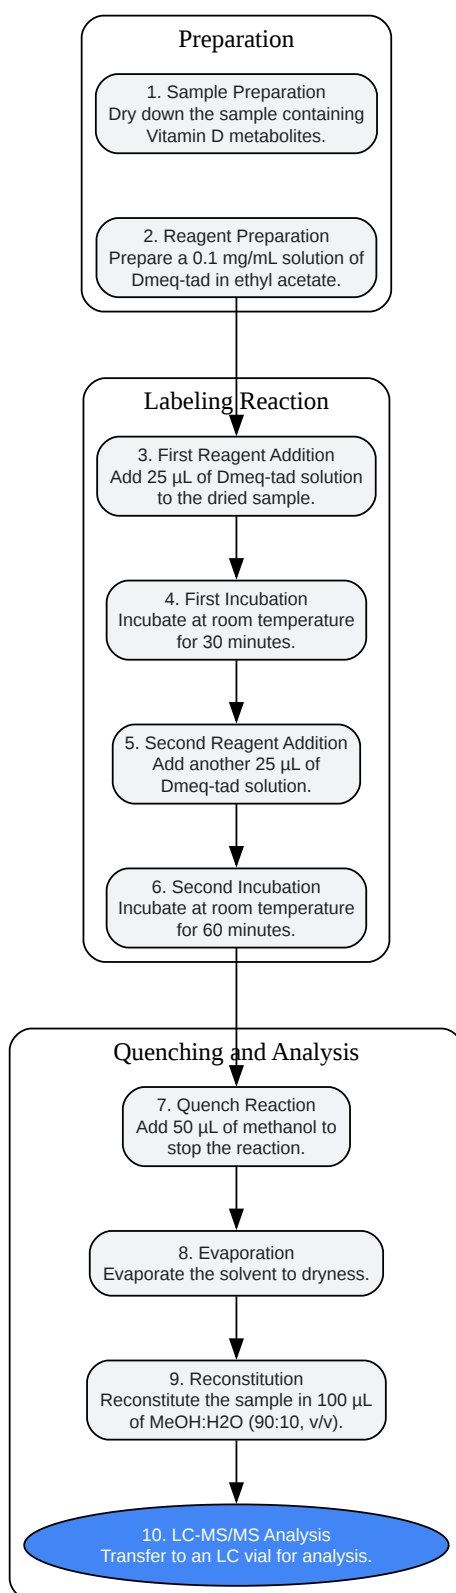 Preparation
1. Sample Preparation
Dry down the sample containing
Vitamin D metabolites.
2. Reagent Preparation
Prepare a 0.1 mg/mL solution of
Dmeq-tad in ethyl acetate.
Labeling Reaction
3. First Reagent Addition
Add 25 µL of Dmeq-tad solution
to the dried sample.
4. First Incubation
Incubate at room temperature
for 30 minutes.
5. Second Reagent Addition
Add another 25 µL of
Dmeq-tad solution.
6. Second Incubation
Incubate at room temperature
for 60 minutes.
Quenching and Analysis
7. Quench Reaction
Add 50 µL of methanol to
stop the reaction.
8. Evaporation
Evaporate the solvent to dryness.
9. Reconstitution
Reconstitute the sample in 100 µL
of MeOH:H2O (90:10, v/v).
10. LC-MS/MS Analysis
Transfer to an LC vial for analysis.